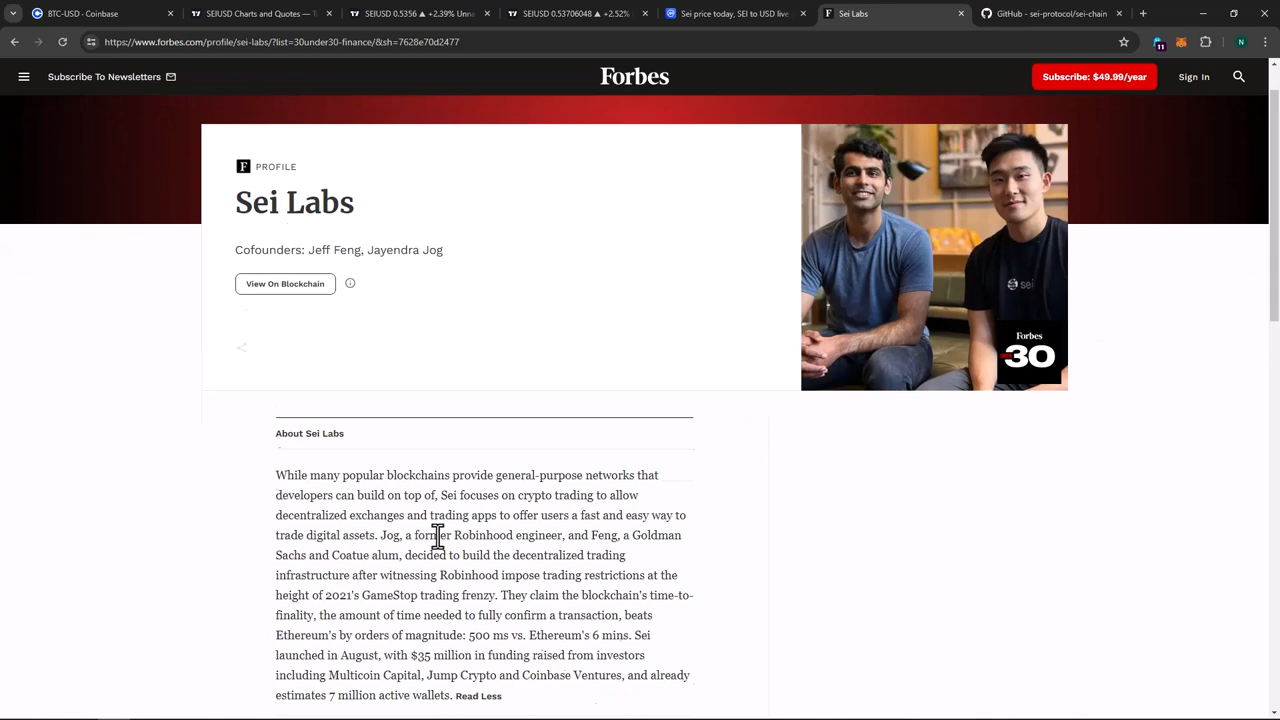 BTC-USD - Coinbase
SEIUSD Charts and Quotes — T
SEIUSD 0.5356 ▲ +2.39% Unna
SEIUSD 0.53706048 ▲ +2.52%
Sei price today, SEI to USD live
Sei Labs
GitHub - sei-protocol/sei-chain
https://www.forbes.com/profile/sei-labs/?list=30under30-finance/&sh=7628e70d2477
11
N
Subscribe To Newsletters
Forbes
Subscribe: $49.99/year
Sign In
F PROFILE
Sei Labs
Cofounders: Jeff Feng, Jayendra Jog
View On Blockchain
sei
Forbes
30
About Sei Labs
While many popular blockchains provide general-purpose networks that
developers can build on top of, Sei focuses on crypto trading to allow
decentralized exchanges and trading apps to offer users a fast and easy way to
trade digital assets. Jog, a former Robinhood engineer, and Feng, a Goldman
Sachs and Coatue alum, decided to build the decentralized trading
infrastructure after witnessing Robinhood impose trading restrictions at the
height of 2021's GameStop trading frenzy. They claim the blockchain's time-to-
finality, the amount of time needed to fully confirm a transaction, beats
Ethereum's by orders of magnitude: 500 ms vs. Ethereum's 6 mins. Sei
launched in August, with $35 million in funding raised from investors
including Multicoin Capital, Jump Crypto and Coinbase Ventures, and already
estimates 7 million active wallets. Read Less